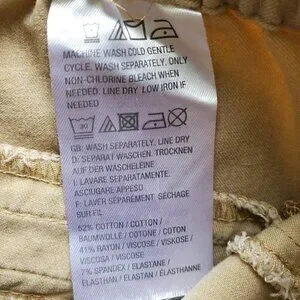 MACHINE WASH COLD GENTLE
CYCLE. WASH SEPARATELY. ONLY
NON-CHLORINE BLEACH WHEN
NEEDED. LINE DRY. LOW IRON IF
NEEDED
30
GB: WASH SEPARATELY. LINE DRY
D: SEPARAT WASCHEN. TROCKNEN
AUF DER WÄSCHELEINE
I: LAVARE SEPARATAMENTE.
ASCIUGARE APPESO
F: LAVER SÉPARÉMENT. SÉCHAGE
SUR FIL
52% COTTON / COTTON /
BAUMWOLLE / COTONE / COTON
41% RAYON / VISCOSE / VISKOSE /
VISCOSA / VISCOSE
7% SPANDEX / ELASTANE /
ELASTHAN / ELASTAN / ÉLASTHANNE